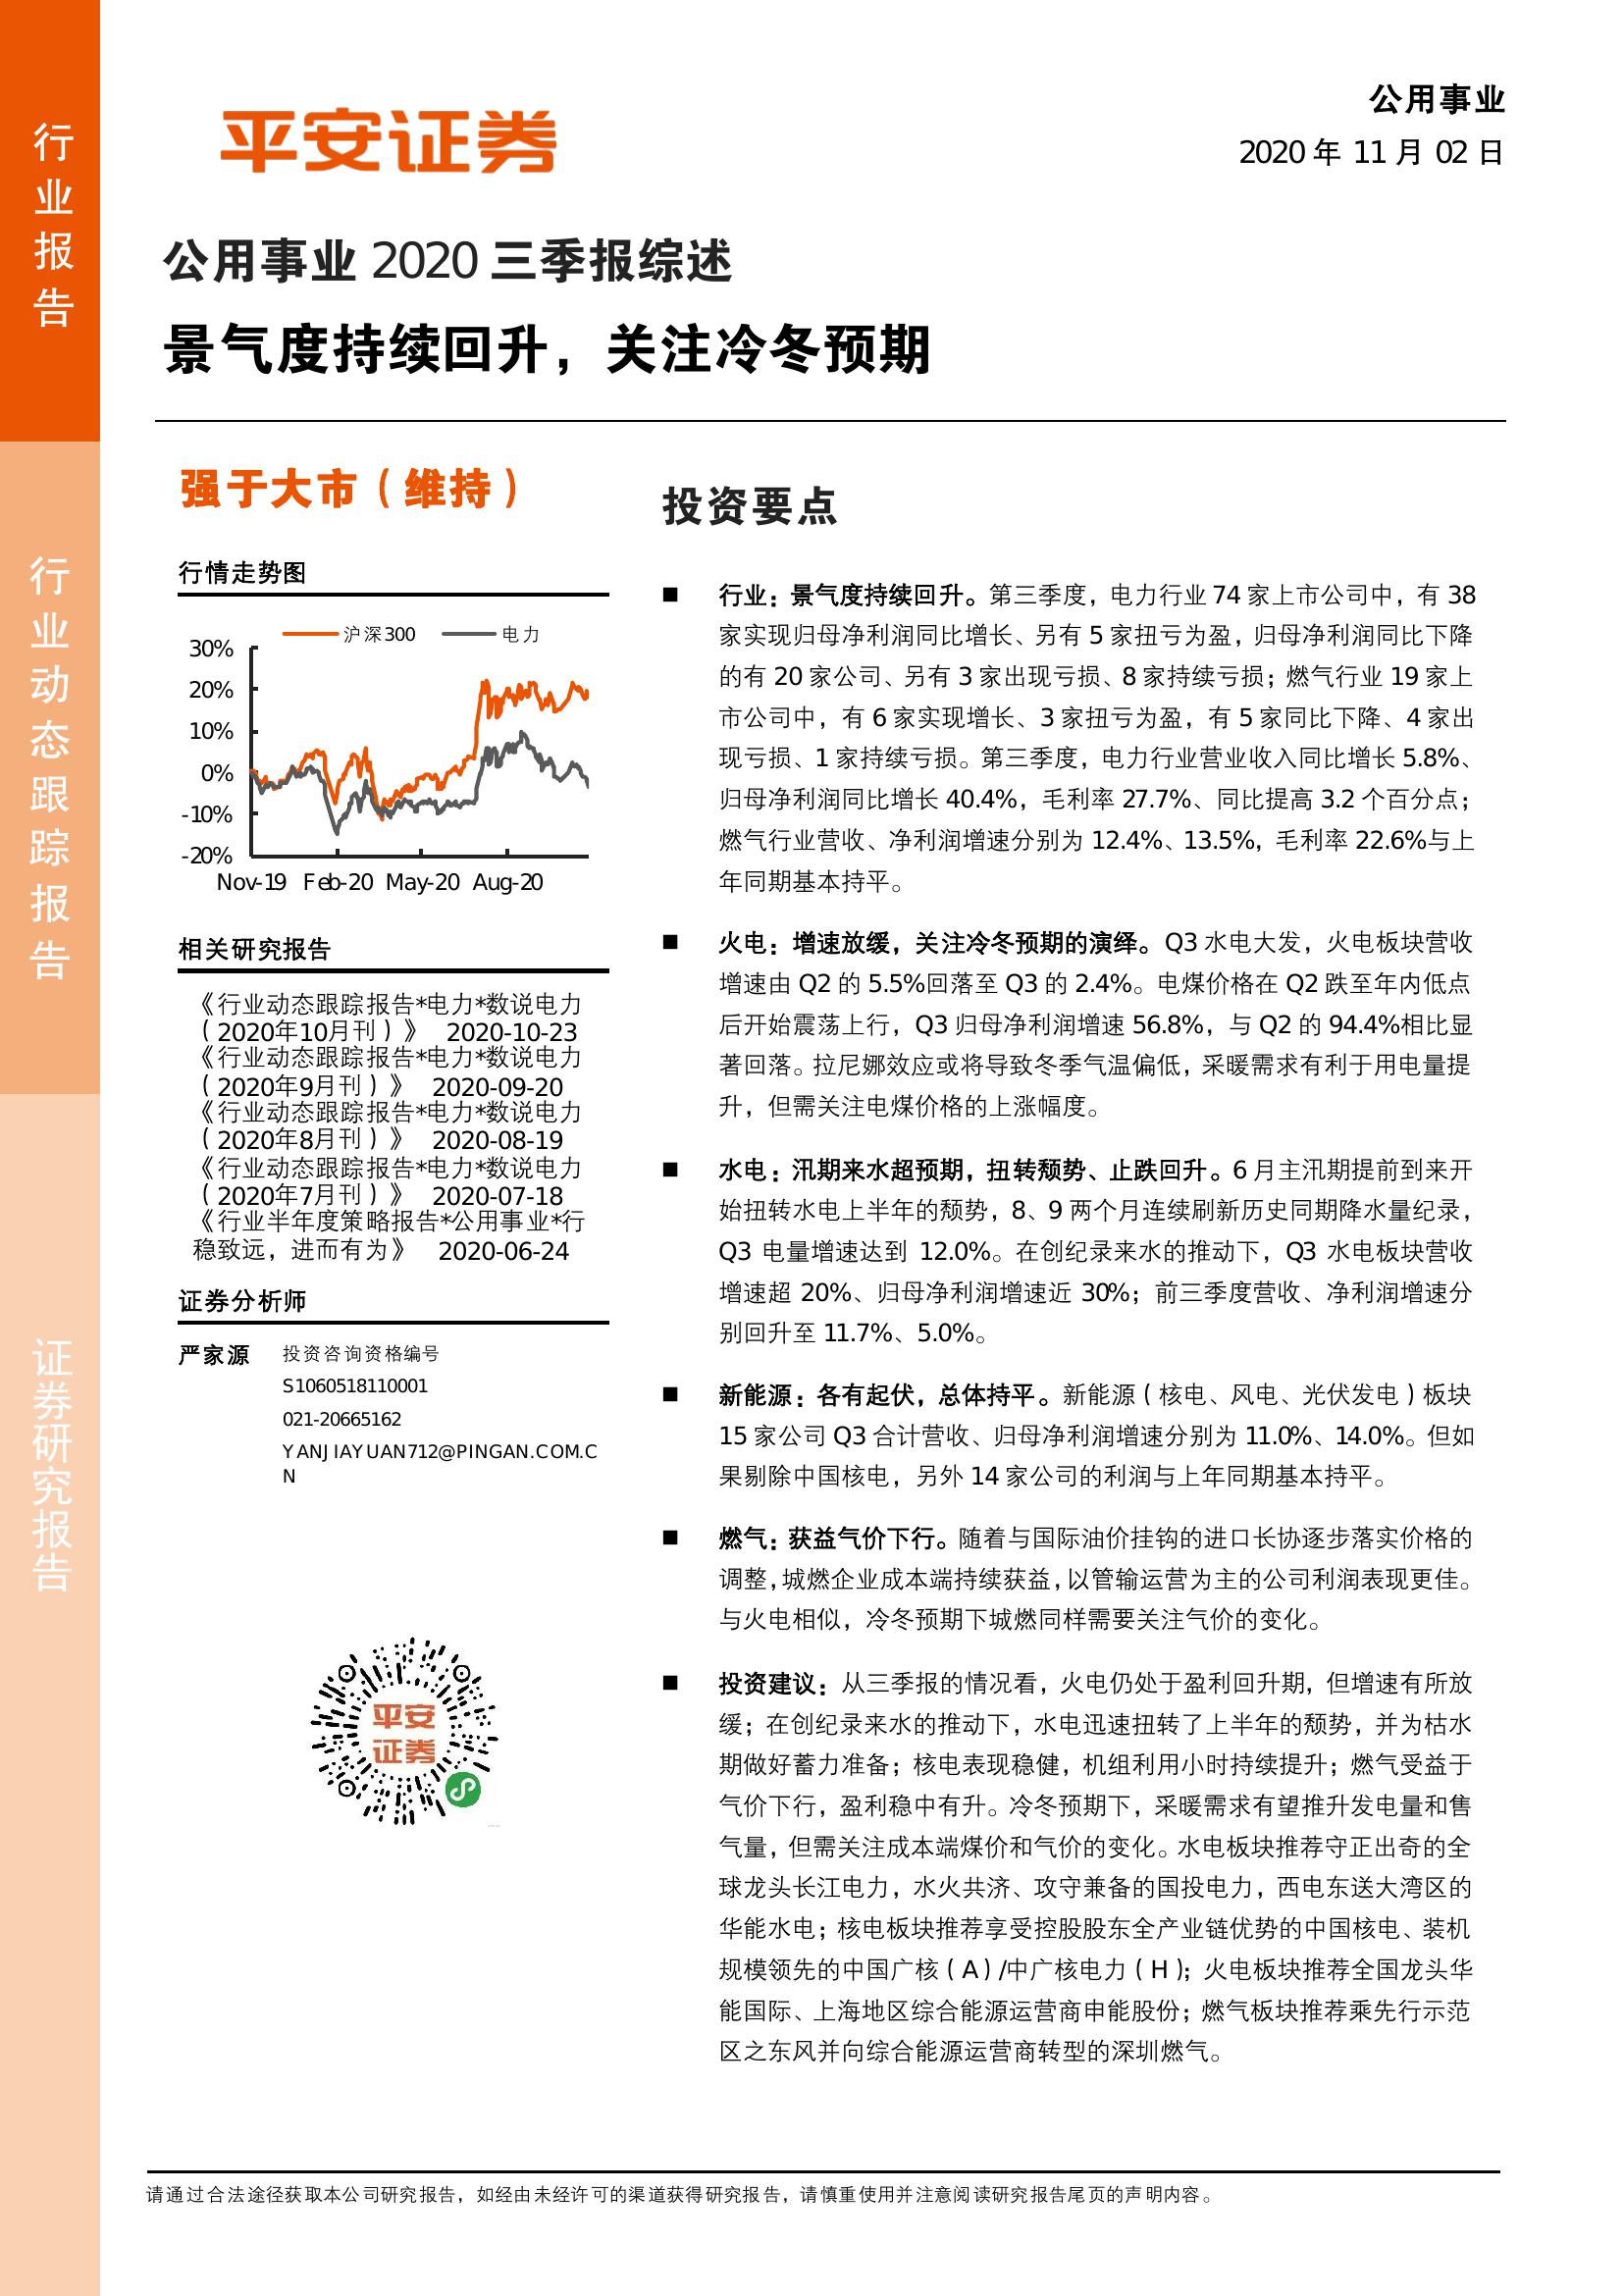 行业报告
行业动态跟踪报告
证券研究报告
平安证券
公用事业
2020 年 11 月 02 日
公用事业 2020 三季报综述
景气度持续回升，关注冷冬预期
强于大市（维持）
行情走势图
沪深300 电力
30%
20%
10%
0%
-10%
-20%
Nov-19 Feb-20 May-20 Aug-20
相关研究报告
《行业动态跟踪报告*电力*数说电力
（2020年10月刊）》 2020-10-23
《行业动态跟踪报告*电力*数说电力
（2020年9月刊）》 2020-09-20
《行业动态跟踪报告*电力*数说电力
（2020年8月刊）》 2020-08-19
《行业动态跟踪报告*电力*数说电力
（2020年7月刊）》 2020-07-18
《行业半年度策略报告*公用事业*行
稳致远，进而有为》 2020-06-24
证券分析师
严家源 投资咨询资格编号
S1060518110001
021-20665162
YANJIAYUAN712@PINGAN.COM.C
N
平安
证券
投资要点
■ 行业：景气度持续回升。第三季度，电力行业 74 家上市公司中，有 38
家实现归母净利润同比增长、另有 5 家扭亏为盈，归母净利润同比下降
的有 20 家公司、另有 3 家出现亏损、8 家持续亏损；燃气行业 19 家上
市公司中，有 6 家实现增长、3 家扭亏为盈，有 5 家同比下降、4 家出
现亏损、1 家持续亏损。第三季度，电力行业营业收入同比增长 5.8%、
归母净利润同比增长 40.4%，毛利率 27.7%、同比提高 3.2 个百分点；
燃气行业营收、净利润增速分别为 12.4%、13.5%，毛利率 22.6%与上
年同期基本持平。
■ 火电：增速放缓，关注冷冬预期的演绎。Q3 水电大发，火电板块营收
增速由 Q2 的 5.5%回落至 Q3 的 2.4%。电煤价格在 Q2 跌至年内低点
后开始震荡上行，Q3 归母净利润增速 56.8%，与 Q2 的 94.4%相比显
著回落。拉尼娜效应或将导致冬季气温偏低，采暖需求有利于用电量提
升，但需关注电煤价格的上涨幅度。
■ 水电：汛期来水超预期，扭转颓势、止跌回升。6 月主汛期提前到来开
始扭转水电上半年的颓势，8、9 两个月连续刷新历史同期降水量纪录，
Q3 电量增速达到 12.0%。在创纪录来水的推动下，Q3 水电板块营收
增速超 20%、归母净利润增速近 30%；前三季度营收、净利润增速分
别回升至 11.7%、5.0%。
■ 新能源：各有起伏，总体持平。新能源（核电、风电、光伏发电）板块
15 家公司 Q3 合计营收、归母净利润增速分别为 11.0%、14.0%。但如
果剔除中国核电，另外 14 家公司的利润与上年同期基本持平。
■ 燃气：获益气价下行。随着与国际油价挂钩的进口长协逐步落实价格的
调整，城燃企业成本端持续获益，以管输运营为主的公司利润表现更佳。
与火电相似，冷冬预期下城燃同样需要关注气价的变化。
■ 投资建议：从三季报的情况看，火电仍处于盈利回升期，但增速有所放
缓；在创纪录来水的推动下，水电迅速扭转了上半年的颓势，并为枯水
期做好蓄力准备；核电表现稳健，机组利用小时持续提升；燃气受益于
气价下行，盈利稳中有升。冷冬预期下，采暖需求有望推升发电量和售
气量，但需关注成本端煤价和气价的变化。水电板块推荐守正出奇的全
球龙头长江电力，水火共济、攻守兼备的国投电力，西电东送大湾区的
华能水电；核电板块推荐享受控股股东全产业链优势的中国核电、装机
规模领先的中国广核（A）/中广核电力（H）；火电板块推荐全国龙头华
能国际、上海地区综合能源运营商申能股份；燃气板块推荐乘先行示范
区之东风并向综合能源运营商转型的深圳燃气。
请通过合法途径获取本公司研究报告，如经由未经许可的渠道获得研究报告，请慎重使用并注意阅读研究报告尾页的声明内容。